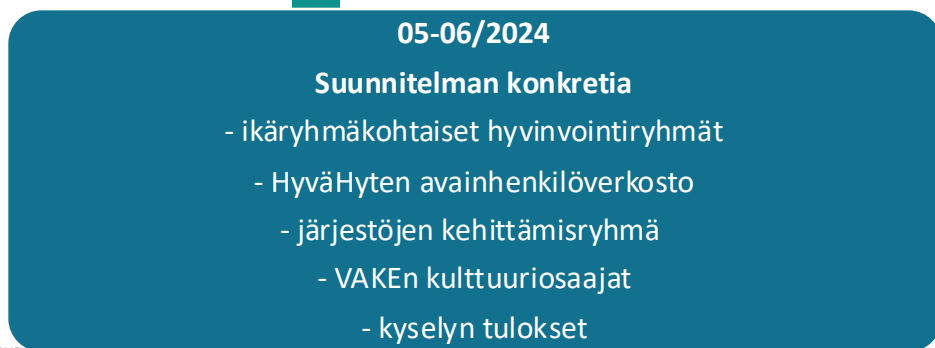 05-06/2024
Suunnitelman konkretia
- ikäryhmäkohtaiset hyvinvointiryhmät
- HyväHyten avainhenkilöverkosto
- järjestöjen kehittämisryhmä
- VAKEn kulttuuriosaajat
- kyselyn tulokset